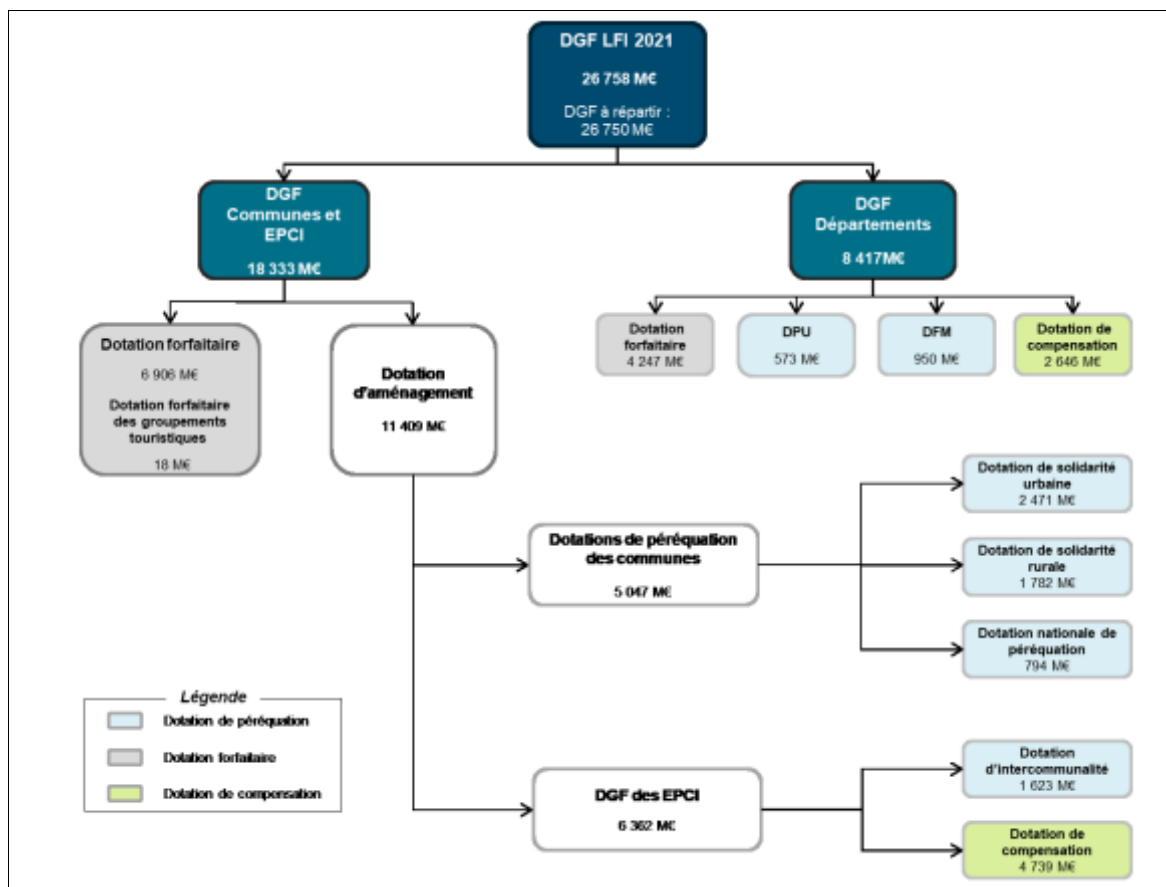 DGF LFI 2021
26 758 M€
DGF à répartir :
26 750 M€
DGF
Communes et
EPCI
18 333 M€
DGF
Départements
8 417M€
Dotation forfaitaire
6 906 M€
Dotation forfaitaire
des groupements
touristiques
18 M€
Dotation
d'aménagement
11 409 M€
Dotation
forfaitaire
4 247 M€
DPU
573 M€
DFM
950 M€
Dotation de
compensation
2 646 M€
Dotations de péréquation
des communes
5 047 M€
Dotation de solidarité
urbaine
2 471 M€
Dotation de solidarité
rurale
1 782 M€
Dotation nationale de
péréquation
794 M€
Légende
Dotation de péréquation
Dotation forfaitaire
Dotation de compensation
DGF des EPCI
6 362 M€
Dotation
d'intercommunalité
1 623 M€
Dotation de
compensation
4 739 M€